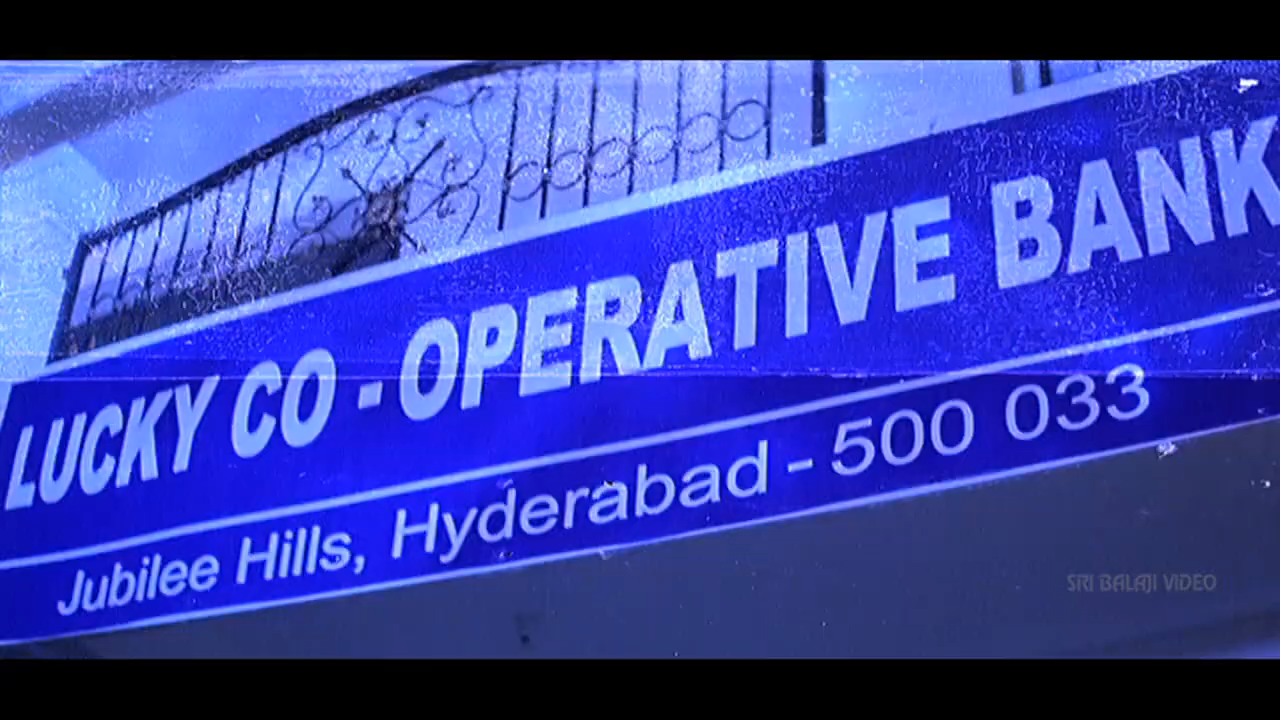 LUCKY CO - OPERATIVE BANK
Jubilee Hills, Hyderabad - 500 033
SRI BALAJI VIDEO